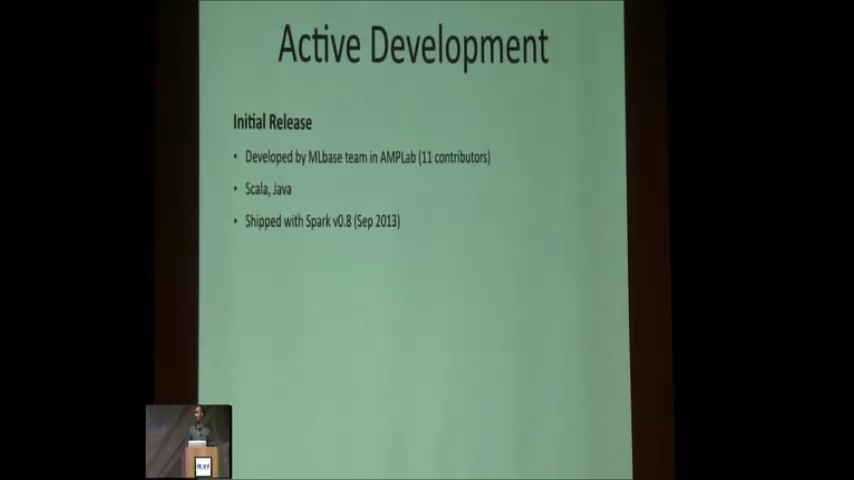 Active Development
Initial Release
• Developed by MLbase team in AMPLab (11 contributors)
• Scala, Java
• Shipped with Spark v0.8 (Sep 2013)